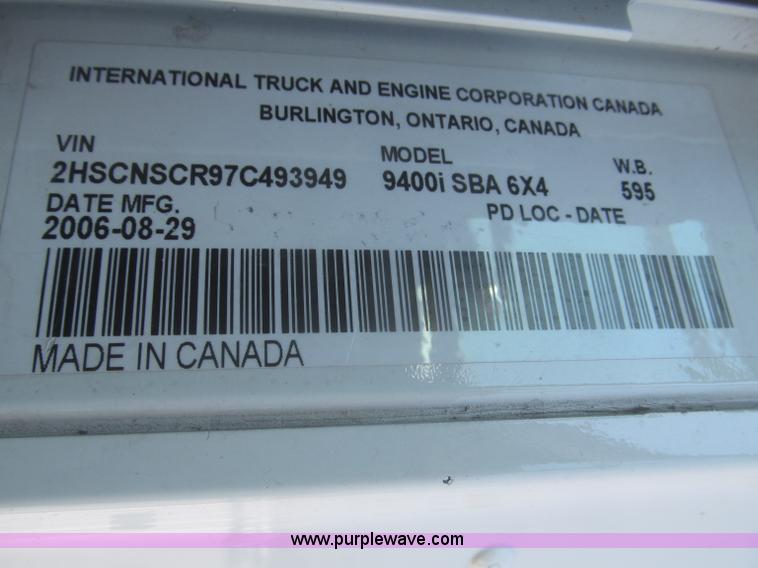 INTERNATIONAL TRUCK AND ENGINE CORPORATION CANADA
BURLINGTON, ONTARIO, CANADA
VIN MODEL W.B.
2HSCNSCR97C493949 9400i SBA 6X4 595
DATE MFG. PD LOC - DATE
2006-08-29
MADE IN CANADA
www.purplewave.com